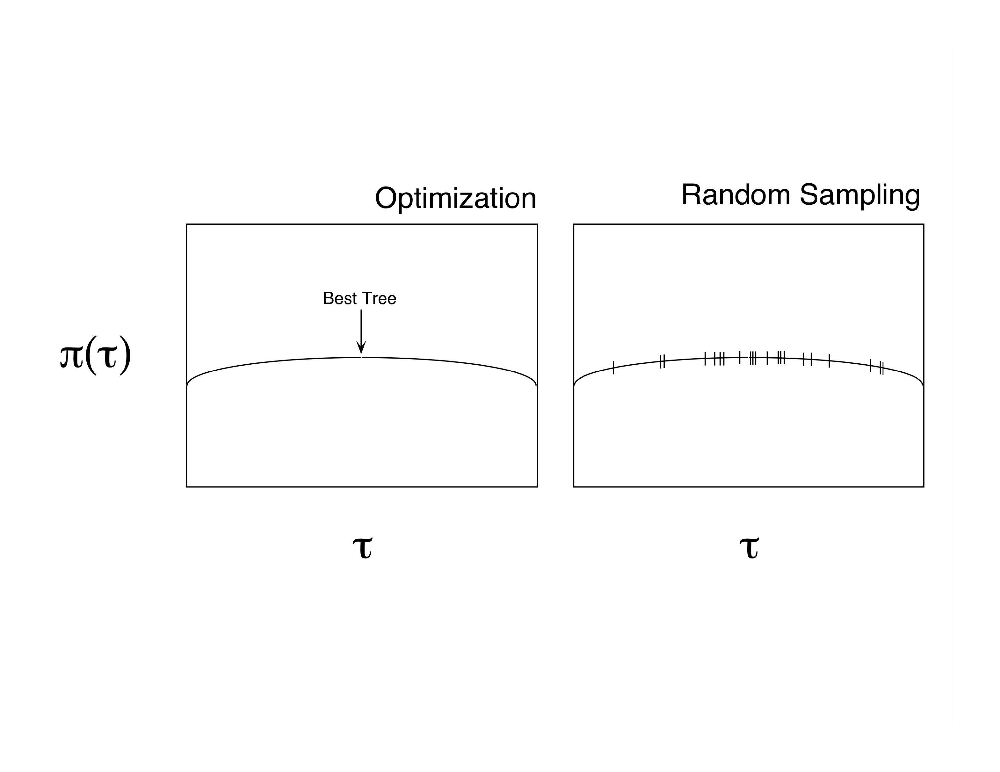 Optimization
Random Sampling
Best Tree
π(τ)
τ
τ